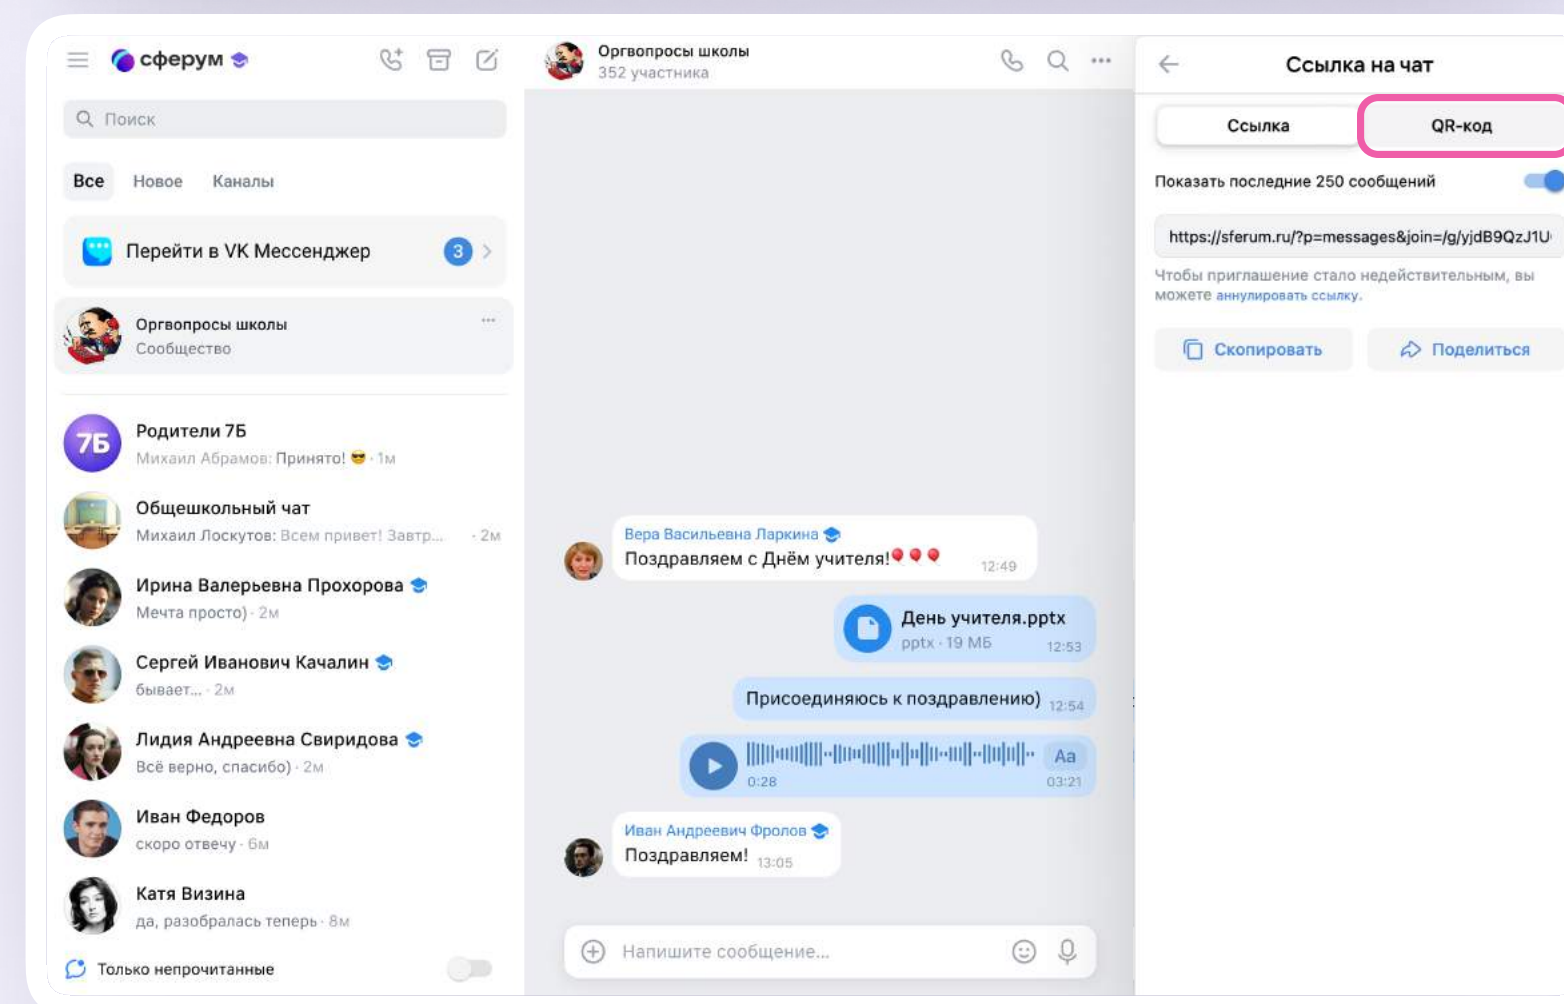 сферум
Поиск
Все Новое Каналы
Перейти в VK Мессенджер 3
Оргвопросы школы
Сообщество
7Б
Родители 7Б
Михаил Абрамов: Принято! 😎 · 1м
Общешкольный чат
Михаил Лоскутов: Всем привет! Завтр... · 2м
Ирина Валерьевна Прохорова
Мечта просто) · 2м
Сергей Иванович Качалин
бывает... · 2м
Лидия Андреевна Свиридова
Всё верно, спасибо) · 2м
Иван Федоров
скоро отвечу · 6м
Катя Визина
да, разобралась теперь · 8м
Только непрочитанные
Оргвопросы школы
352 участника
Вера Васильевна Ларкина
Поздравляем с Днём учителя!🎈🎈🎈 12:49
День учителя.pptx
pptx · 19 МБ 12:53
Присоединяюсь к поздравлению) 12:54
Aa
0:28 03:21
Иван Андреевич Фролов
Поздравляем! 13:05
Напишите сообщение...
Ссылка на чат
Ссылка QR-код
Показать последние 250 сообщений
https://sferum.ru/?p=messages&join=/g/yjdB9QzJ1U
Чтобы приглашение стало недействительным, вы
можете аннулировать ссылку.
Скопировать Поделиться